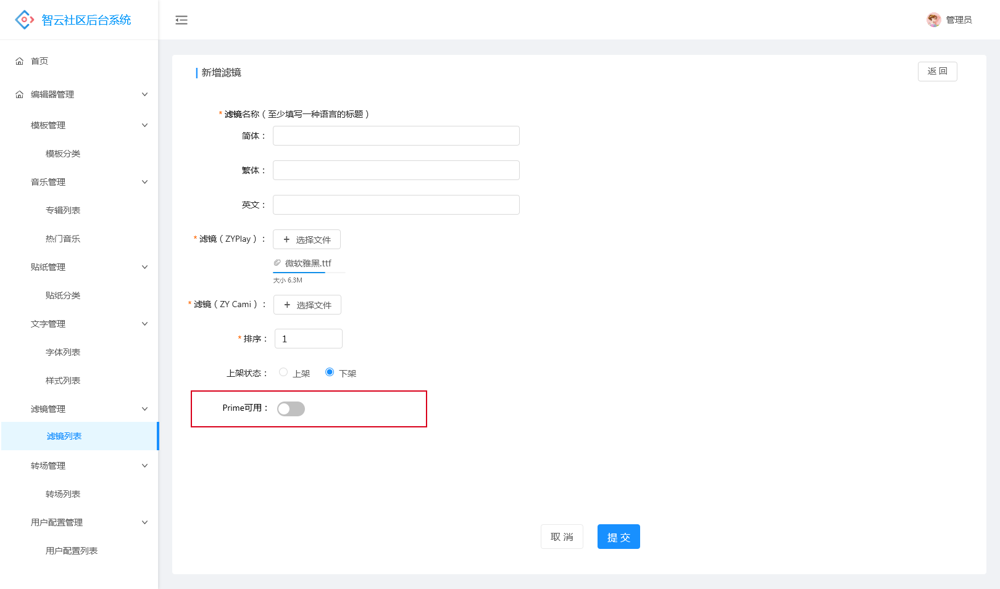 智云社区后台系统
管理员
首页
编辑器管理
模板管理
模板分类
音乐管理
专辑列表
热门音乐
贴纸管理
贴纸分类
文字管理
字体列表
样式列表
滤镜管理
滤镜列表
转场管理
转场列表
用户配置管理
用户配置列表
新增滤镜
返 回
* 滤镜名称（至少填写一种语言的标题）
简体：
繁体：
英文：
* 滤镜（ZYPlay）： + 选择文件
微软雅黑.ttf
大小 6.3M
* 滤镜（ZY Cami）： + 选择文件
* 排序： 1
上架状态： 上架 下架
Prime可用：
取 消 提 交